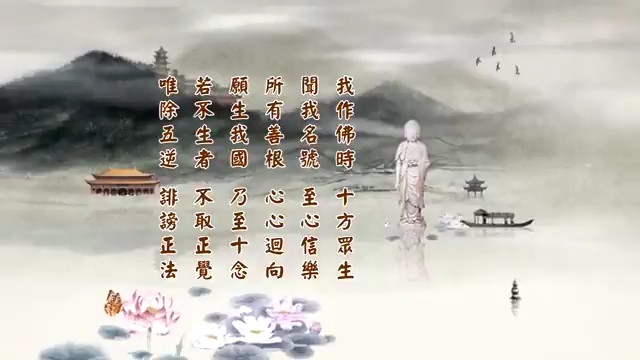 我作佛時 十方眾生
聞我名號 至心信樂
所有善根 心心迴向
願生我國 乃至十念
若不生者 不取正覺
唯除五逆 誹謗正法